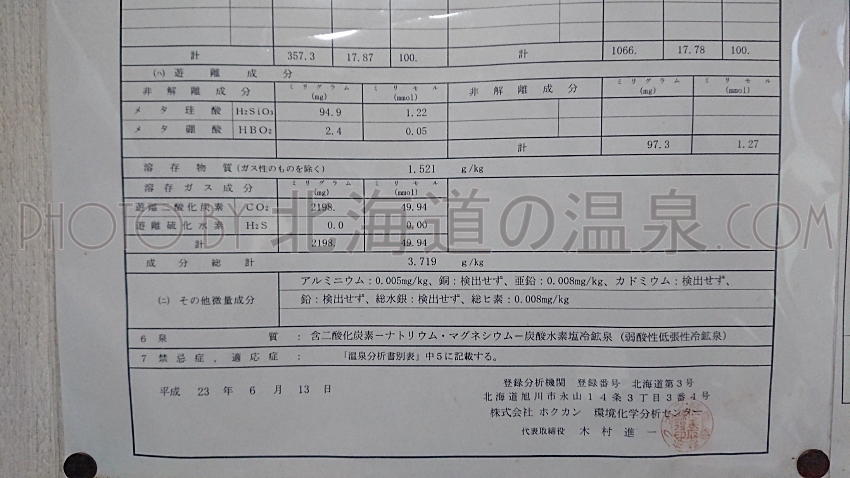 計 357.3 17.87 100. 計 1066. 17.78 100.
(ハ) 遊離成分
非解離成分 ミリグラム(mg) ミリモル(mmol) 非解離成分 ミリグラム(mg) ミリモル(mmol)
メタ珪酸 H₂SiO₃ 94.9 1.22
メタ硼酸 HBO₂ 2.4 0.05
計 97.3 1.27
溶存物質(ガス性のものを除く) 1.521 g/kg
溶存ガス成分 ミリグラム(mg) ミリモル(mmol)
遊離二酸化炭素 CO₂ 2198. 49.94
遊離硫化水素 H₂S 0.0 0.00
計 2198. 49.94
PHOTO BY 北海道の温泉.COM
成分総計 3.719 g/kg
(ニ) その他微量成分 アルミニウム:0.005mg/kg、銅:検出せず、亜鉛:0.008mg/kg、カドミウム:検出せず、
鉛:検出せず、総水銀:検出せず、総ヒ素:0.008mg/kg
6 泉質 : 含二酸化炭素−ナトリウム・マグネシウム−炭酸水素塩冷鉱泉(弱酸性低張性冷鉱泉)
7 禁忌症、適応症 : 「温泉分析書別表」中5に記載する。
平成 23 年 6 月 13 日
登録分析機関 登録番号 北海道第3号
北海道旭川市永山14条3丁目3番4号
株式会社 ホクカン 環境化学分析センター
代表取締役 木村進一